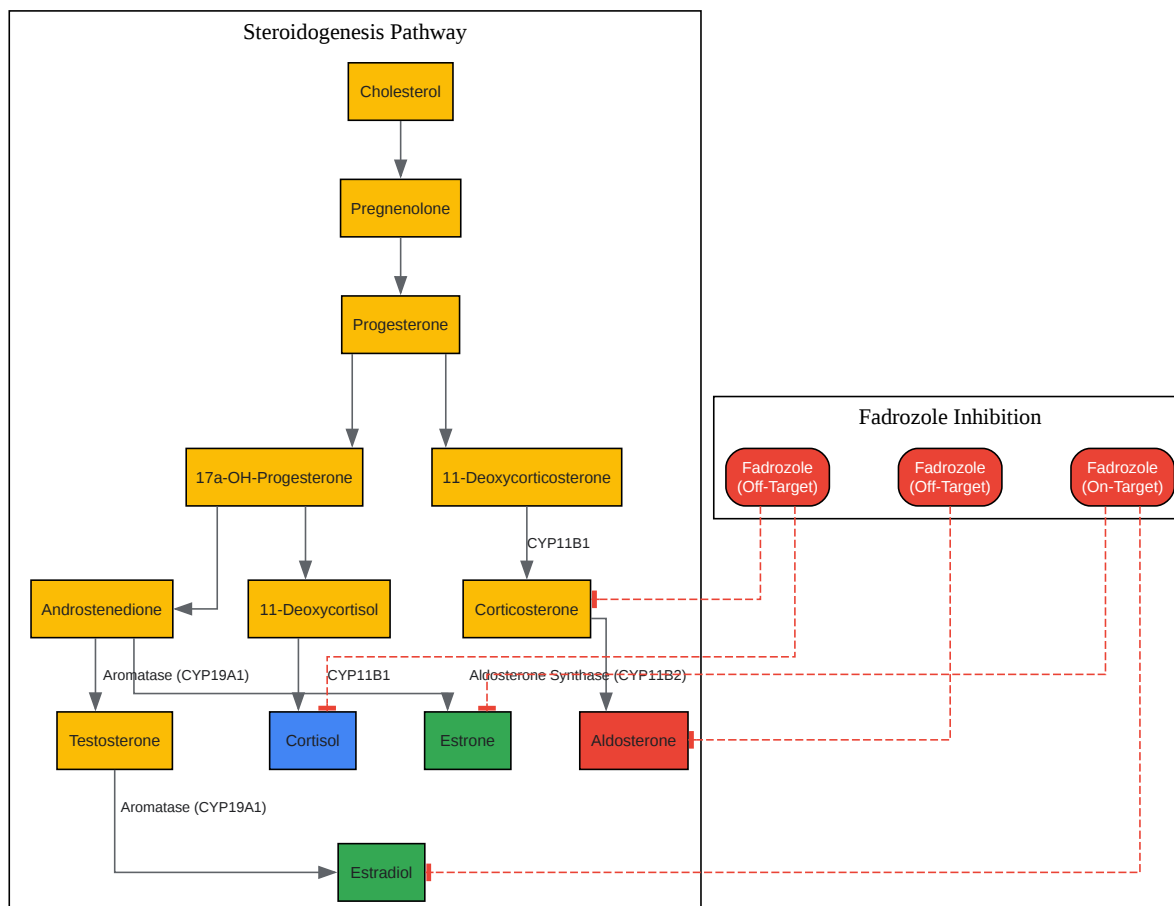 Steroidogenesis Pathway
Cholesterol
Pregnenolone
Progesterone
Fadrozole Inhibition
17a-OH-Progesterone
11-Deoxycorticosterone
Fadrozole
(Off-Target)
Fadrozole
(Off-Target)
Fadrozole
(On-Target)
CYP11B1
Androstenedione
11-Deoxycortisol
Corticosterone
Aromatase (CYP19A1)
CYP11B1
Aldosterone Synthase (CYP11B2)
Testosterone
Cortisol
Estrone
Aldosterone
Aromatase (CYP19A1)
Estradiol